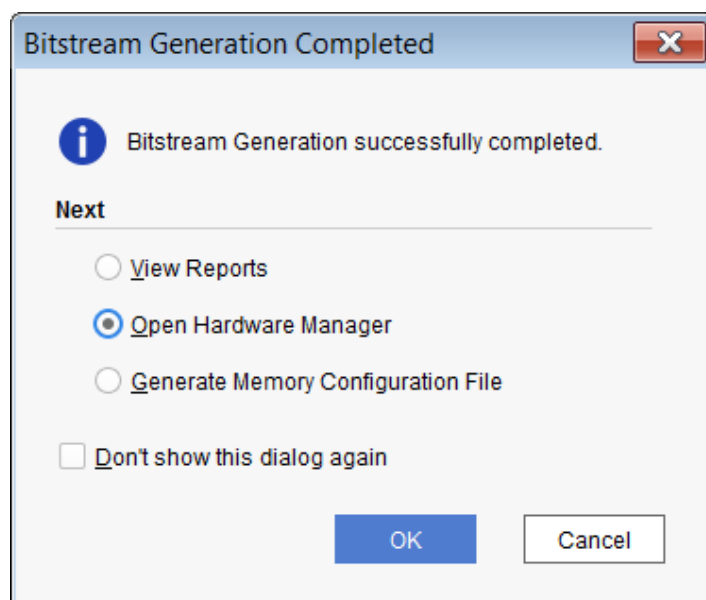 Bitstream Generation Completed
Bitstream Generation successfully completed.
Next
View Reports
Open Hardware Manager
Generate Memory Configuration File
Don't show this dialog again
OK
Cancel